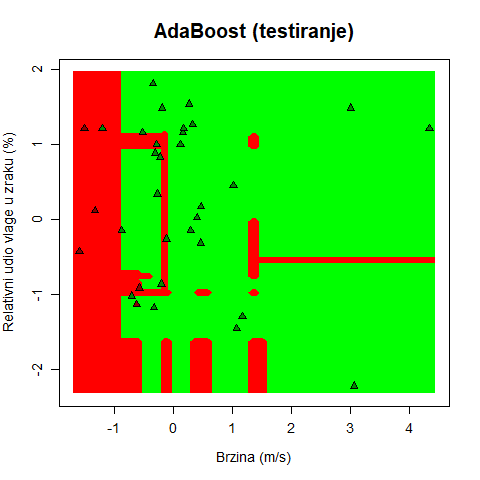 AdaBoost (testiranje)
Relativni udio vlage u zraku (%)
2
1
0
-1
-2
-1 0 1 2 3 4
Brzina (m/s)